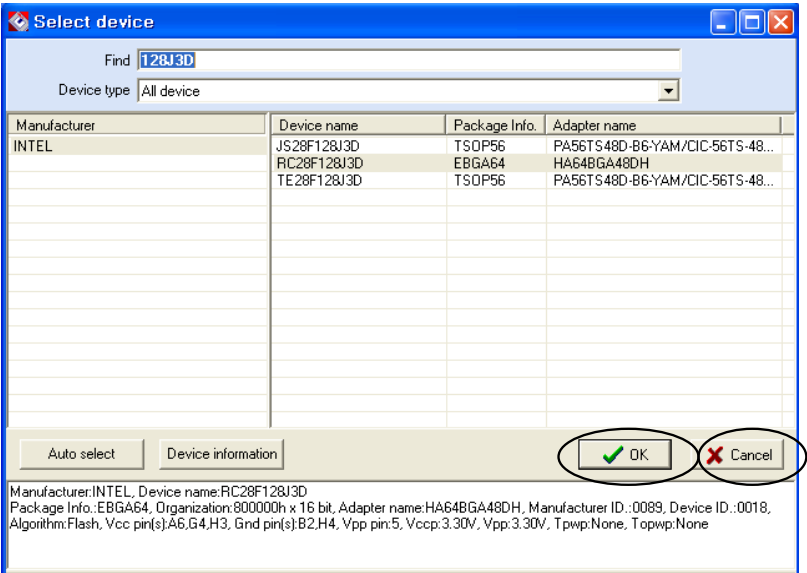 Select device
Find 128J3D
Device type All device
Manufacturer Device name Package Info. Adapter name
INTEL JS28F128J3D TSOP56 PA56TS48D-B6-YAM/CIC-56TS-48...
RC28F128J3D EBGA64 HA64BGA48DH
TE28F128J3D TSOP56 PA56TS48D-B6-YAM/CIC-56TS-48...
Auto select Device information OK Cancel
Manufacturer:INTEL, Device name:RC28F128J3D
Package Info.:EBGA64, Organization:800000h x 16 bit, Adapter name:HA64BGA48DH, Manufacturer ID.:0089, Device ID.:0018,
Algorithm:Flash, Vcc pin(s):A6,G4,H3, Gnd pin(s):B2,H4, Vpp pin:5, Vccp:3.30V, Vpp:3.30V, Tpwp:None, Topwp:None